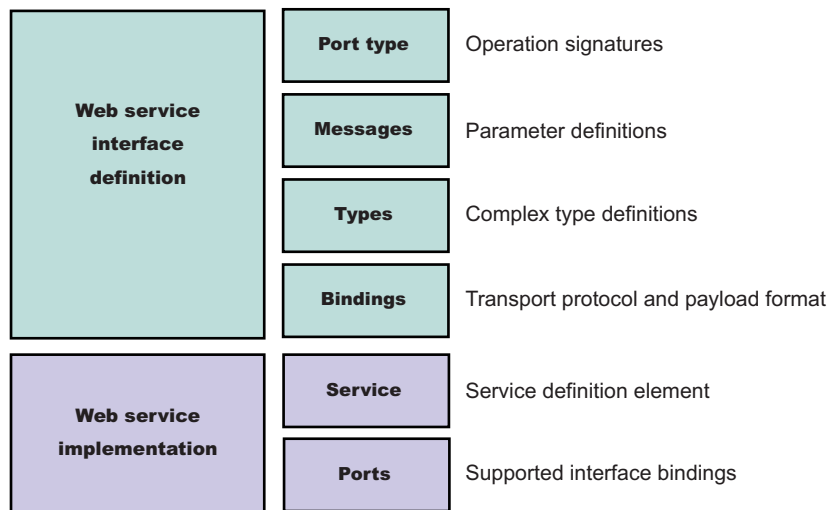 Web service
interface
definition
Port type
Operation signatures
Messages
Parameter definitions
Types
Complex type definitions
Bindings
Transport protocol and payload format
Web service
implementation
Service
Service definition element
Ports
Supported interface bindings